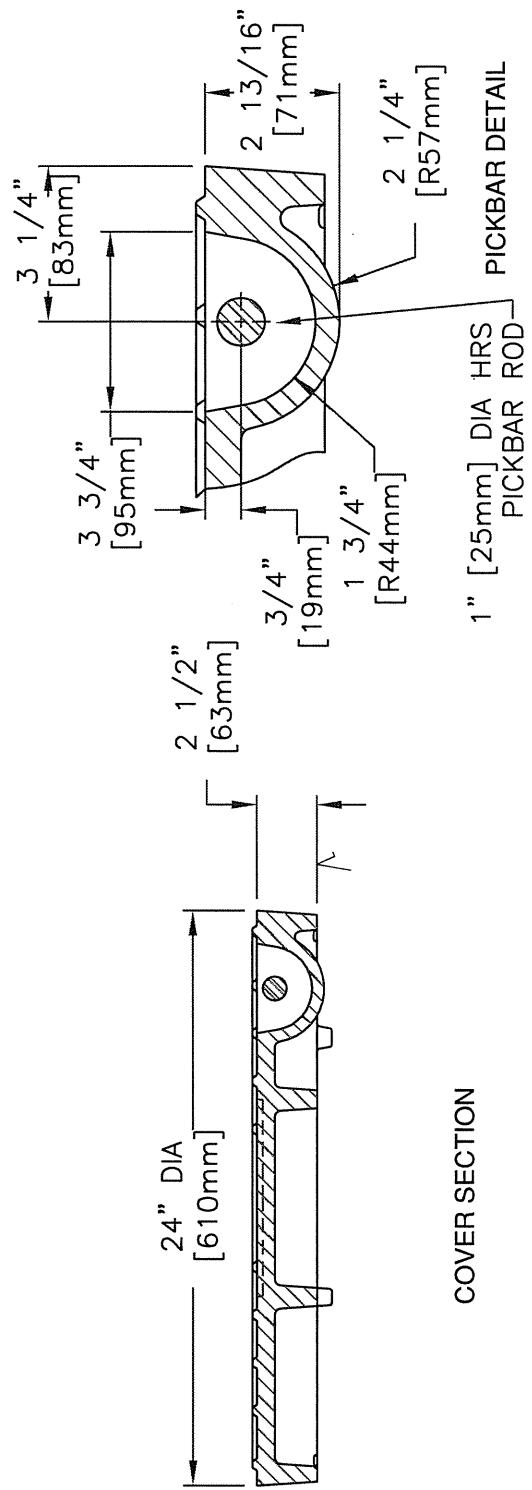 24" DIA
[610mm]
2 1/2"
[63mm]
COVER SECTION
3 1/4"
[83mm]
3 3/4"
[95mm]
2 13/16"
[71mm]
3/4"
[19mm]
1 3/4"
[R44mm]
2 1/4"
[R57mm]
1" [25mm] DIA HRS
PICKBAR ROD
PICKBAR DETAIL